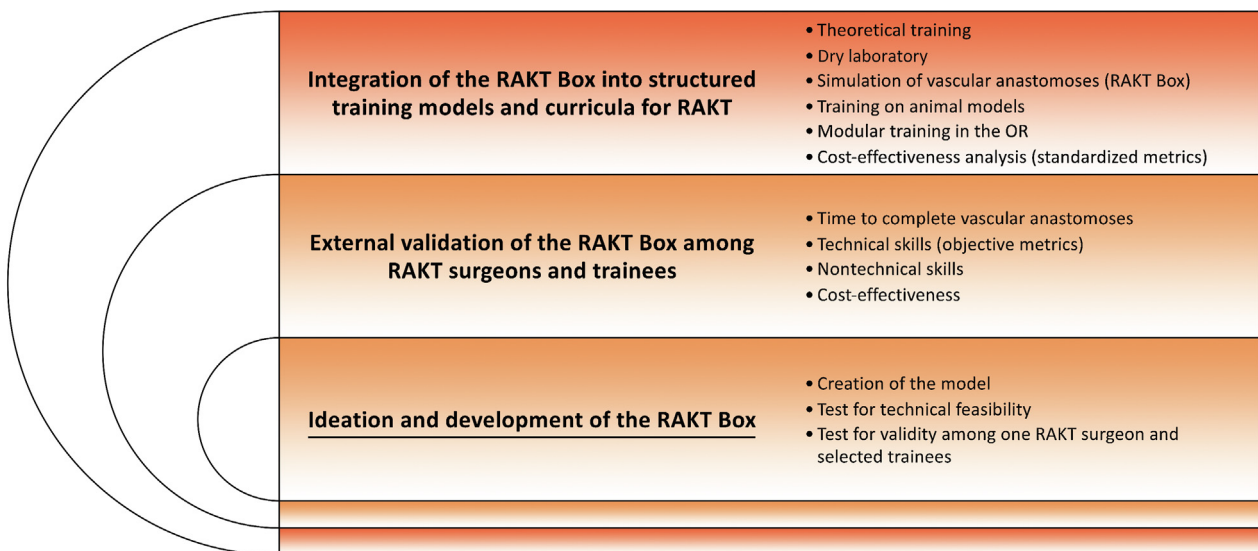 Integration of the RAKT Box into structured
training models and curricula for RAKT
• Theoretical training
• Dry laboratory
• Simulation of vascular anastomoses (RAKT Box)
• Training on animal models
• Modular training in the OR
• Cost-effectiveness analysis (standardized metrics)
External validation of the RAKT Box among
RAKT surgeons and trainees
• Time to complete vascular anastomoses
• Technical skills (objective metrics)
• Nontechnical skills
• Cost-effectiveness
Ideation and development of the RAKT Box
• Creation of the model
• Test for technical feasibility
• Test for validity among one RAKT surgeon and
selected trainees